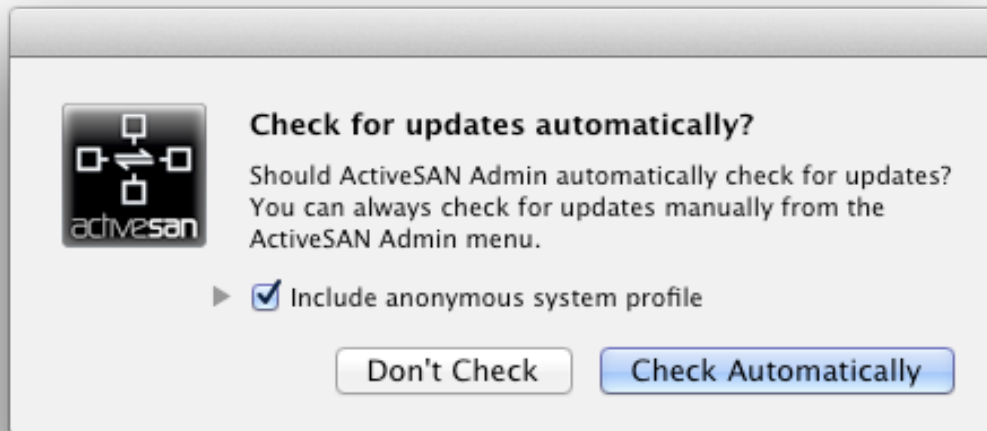 Check for updates automatically?
Should ActiveSAN Admin automatically check for updates?
You can always check for updates manually from the
ActiveSAN Admin menu.
activesan
Include anonymous system profile
Don't Check
Check Automatically